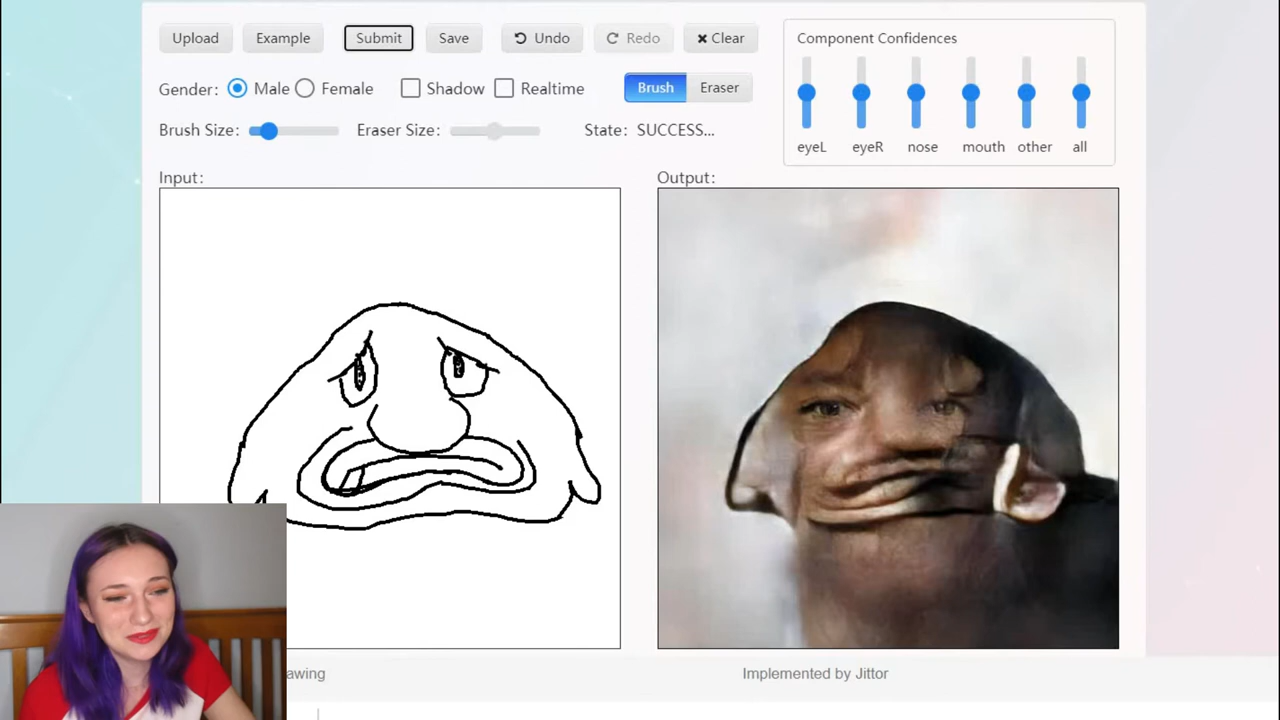 Upload Example Submit Save Undo Redo Clear
Component Confidences
Gender: Male Female Shadow Realtime Brush Eraser
Brush Size: Eraser Size: State: SUCCESS...
eyeL eyeR nose mouth other all
Input: Output:
awing Implemented by Jittor